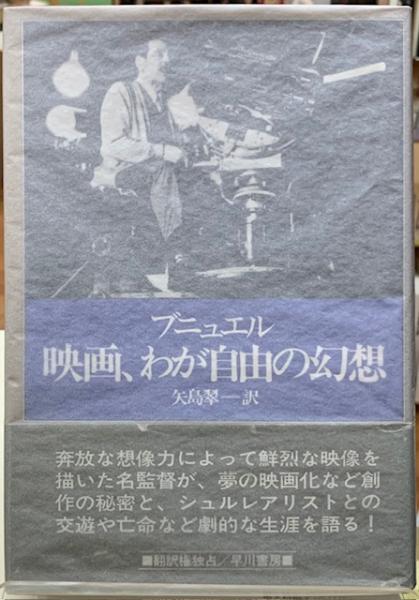 ブニュエル
映画、わが自由の幻想
矢島翠―訳
奔放な想像力によって鮮烈な映像を
描いた名監督が、夢の映画化など創
作の秘密と、シュルレアリストとの
交遊や亡命など劇的な生涯を語る！
■翻訳権独占／早川書房■